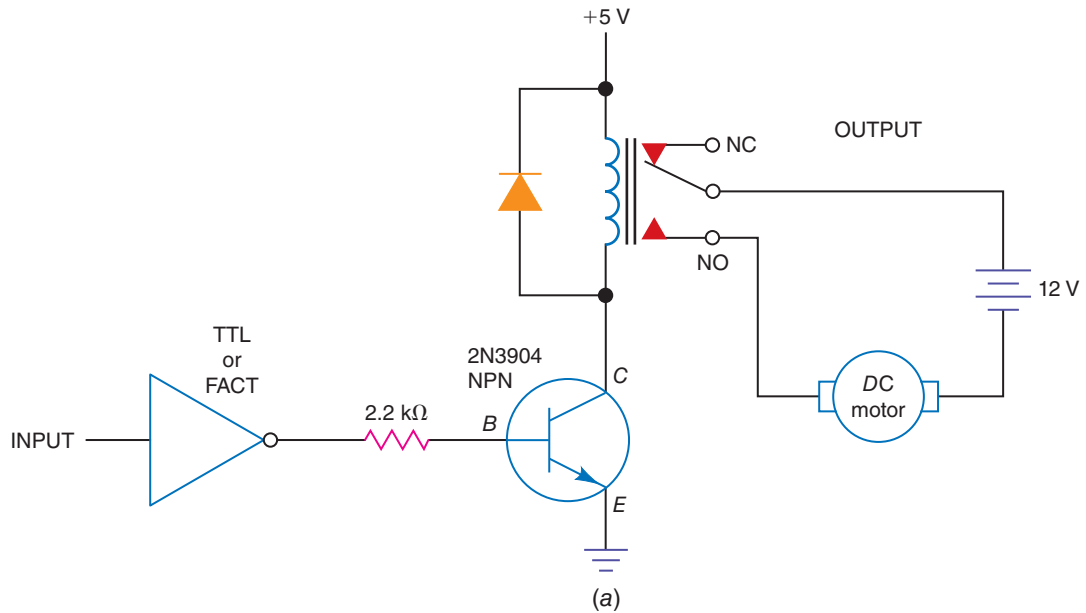 +5 V
NC
OUTPUT
NO
12 V
TTL
or
FACT
2N3904
NPN
C
DC
motor
2.2 kΩ
B
INPUT
E
(a)